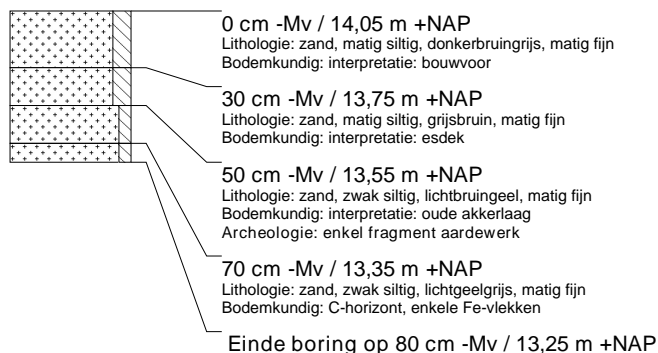 0 cm -Mv / 14,05 m +NAP
Lithologie: zand, matig siltig, donkerbruingrijs, matig fijn
Bodemkundig: interpretatie: bouwvoor
30 cm -Mv / 13,75 m +NAP
Lithologie: zand, matig siltig, grijsbruin, matig fijn
Bodemkundig: interpretatie: esdek
50 cm -Mv / 13,55 m +NAP
Lithologie: zand, zwak siltig, lichtbruingeel, matig fijn
Bodemkundig: interpretatie: oude akkerlaag
Archeologie: enkel fragment aardewerk
70 cm -Mv / 13,35 m +NAP
Lithologie: zand, zwak siltig, lichtgeelgrijs, matig fijn
Bodemkundig: C-horizont, enkele Fe-vlekken
Einde boring op 80 cm -Mv / 13,25 m +NAP